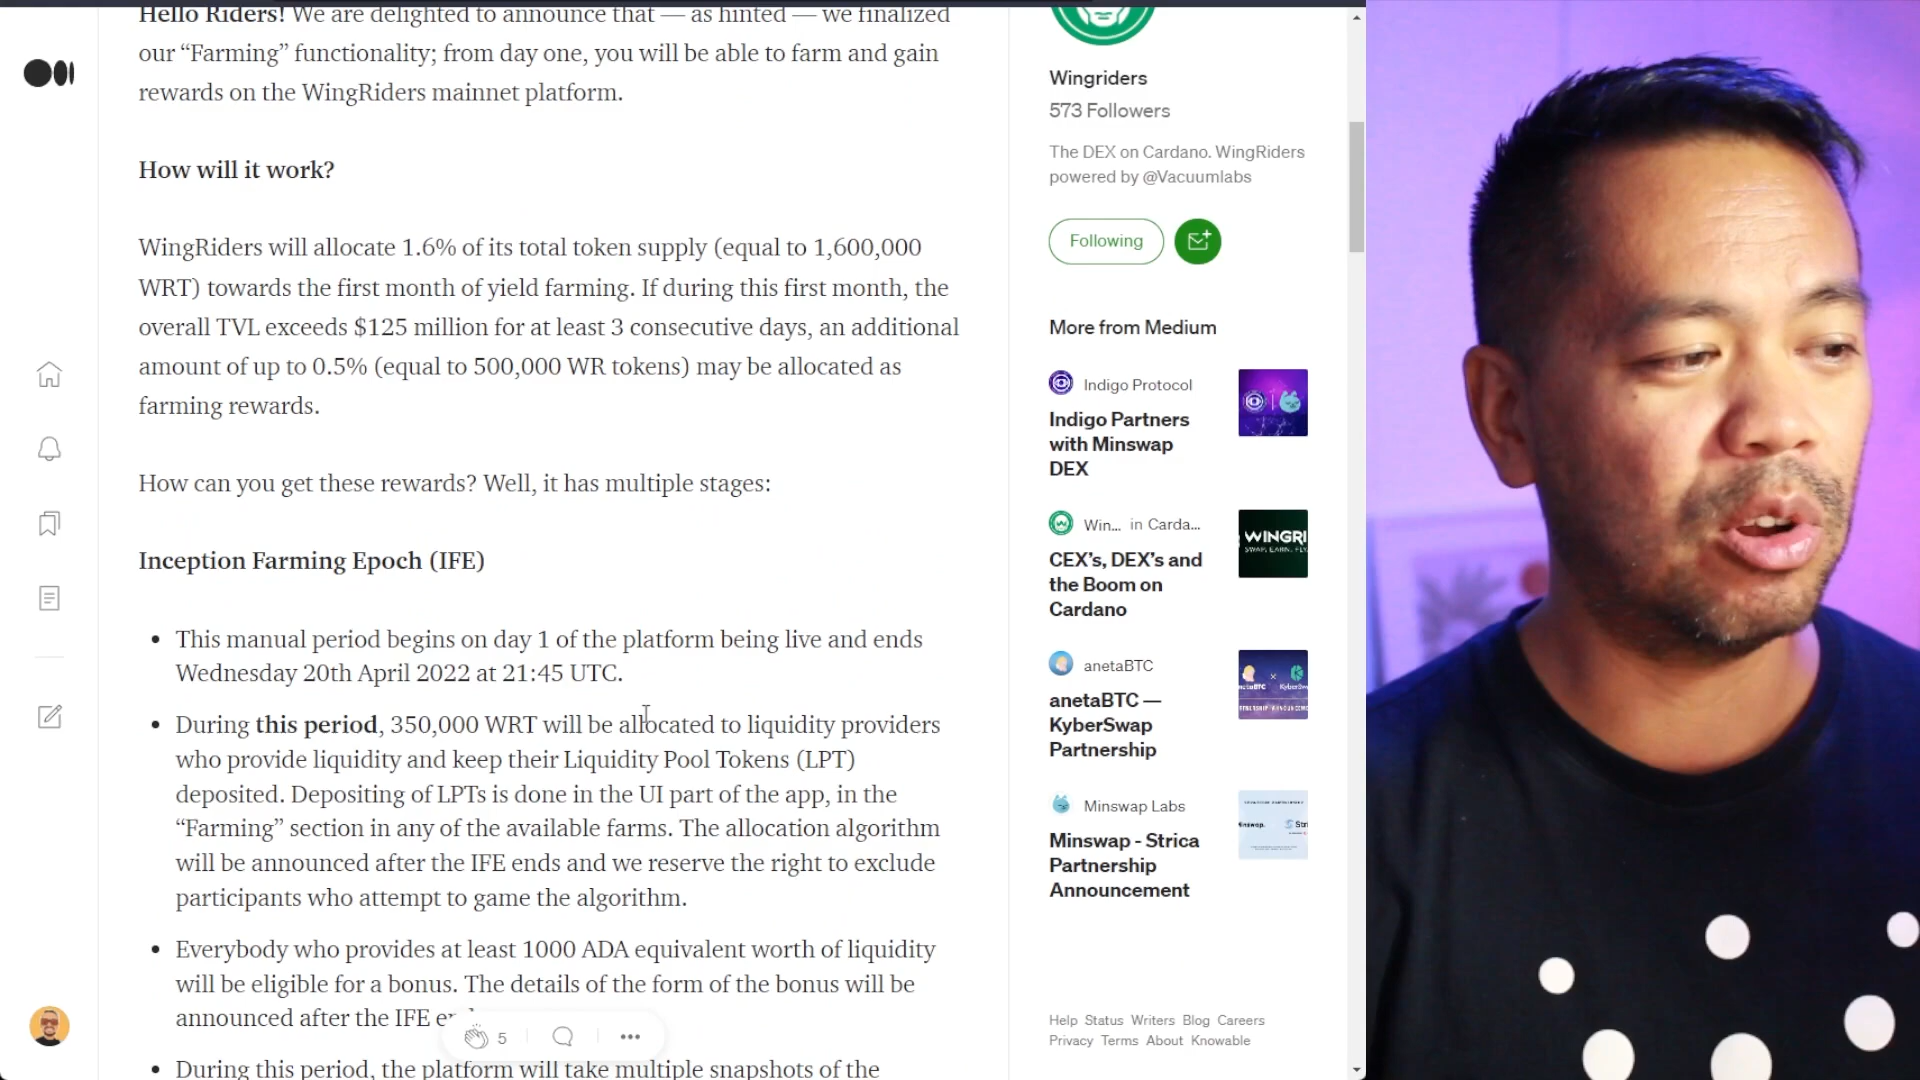 Hello Riders! We are delighted to announce that — as hinted — we finalized
our “Farming” functionality; from day one, you will be able to farm and gain
rewards on the WingRiders mainnet platform.
How will it work?
WingRiders will allocate 1.6% of its total token supply (equal to 1,600,000
WRT) towards the first month of yield farming. If during this first month, the
overall TVL exceeds $125 million for at least 3 consecutive days, an additional
amount of up to 0.5% (equal to 500,000 WR tokens) may be allocated as
farming rewards.
How can you get these rewards? Well, it has multiple stages:
Inception Farming Epoch (IFE)
• This manual period begins on day 1 of the platform being live and ends
Wednesday 20th April 2022 at 21:45 UTC.
• During this period, 350,000 WRT will be allocated to liquidity providers
who provide liquidity and keep their Liquidity Pool Tokens (LPT)
deposited. Depositing of LPTs is done in the UI part of the app, in the
“Farming” section in any of the available farms. The allocation algorithm
will be announced after the IFE ends and we reserve the right to exclude
participants who attempt to game the algorithm.
• Everybody who provides at least 1000 ADA equivalent worth of liquidity
will be eligible for a bonus. The details of the form of the bonus will be
announced after the IFE
5
• During this period, the platform will take multiple snapshots of the
Wingriders
573 Followers
The DEX on Cardano. WingRiders
powered by @Vacuumlabs
Following
More from Medium
Indigo Protocol
Indigo Partners
with Minswap
DEX
Win... in Carda...
CEX’s, DEX’s and
the Boom on
Cardano
WINGRI
SWAP. EARN. FLY.
anetaBTC
anetaBTC —
KyberSwap
Partnership
Minswap Labs
Minswap - Strica
Partnership
Announcement
Help Status Writers Blog Careers
Privacy Terms About Knowable